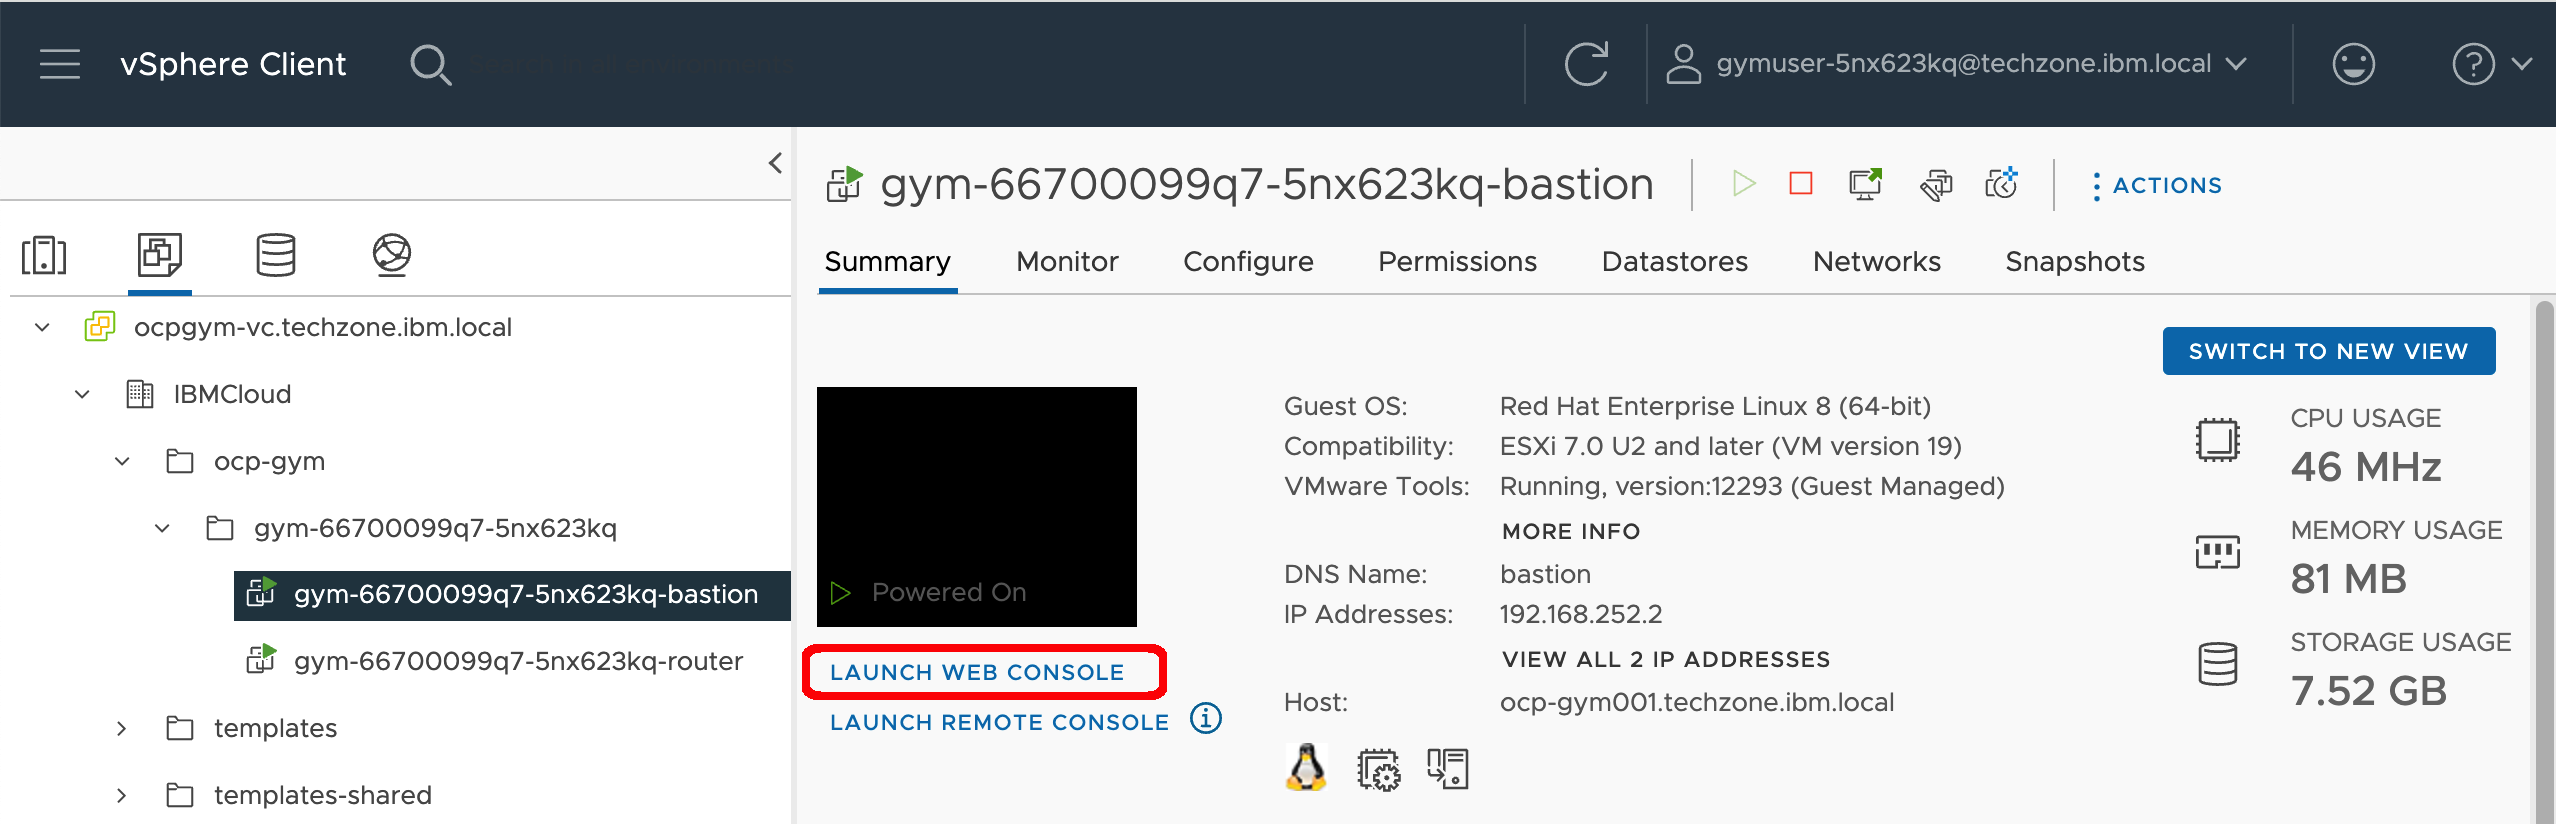 vSphere Client
Search in all environments
gymuser-5nx623kq@techzone.ibm.local
ocpgym-vc.techzone.ibm.local
IBMCloud
ocp-gym
gym-66700099q7-5nx623kq
gym-66700099q7-5nx623kq-bastion
gym-66700099q7-5nx623kq-router
templates
templates-shared
gym-66700099q7-5nx623kq-bastion
ACTIONS
Summary Monitor Configure Permissions Datastores Networks Snapshots
SWITCH TO NEW VIEW
Powered On
LAUNCH WEB CONSOLE
LAUNCH REMOTE CONSOLE
Guest OS: Red Hat Enterprise Linux 8 (64-bit)
Compatibility: ESXi 7.0 U2 and later (VM version 19)
VMware Tools: Running, version:12293 (Guest Managed)
MORE INFO
DNS Name: bastion
IP Addresses: 192.168.252.2
VIEW ALL 2 IP ADDRESSES
Host: ocp-gym001.techzone.ibm.local
CPU USAGE
46 MHz
MEMORY USAGE
81 MB
STORAGE USAGE
7.52 GB